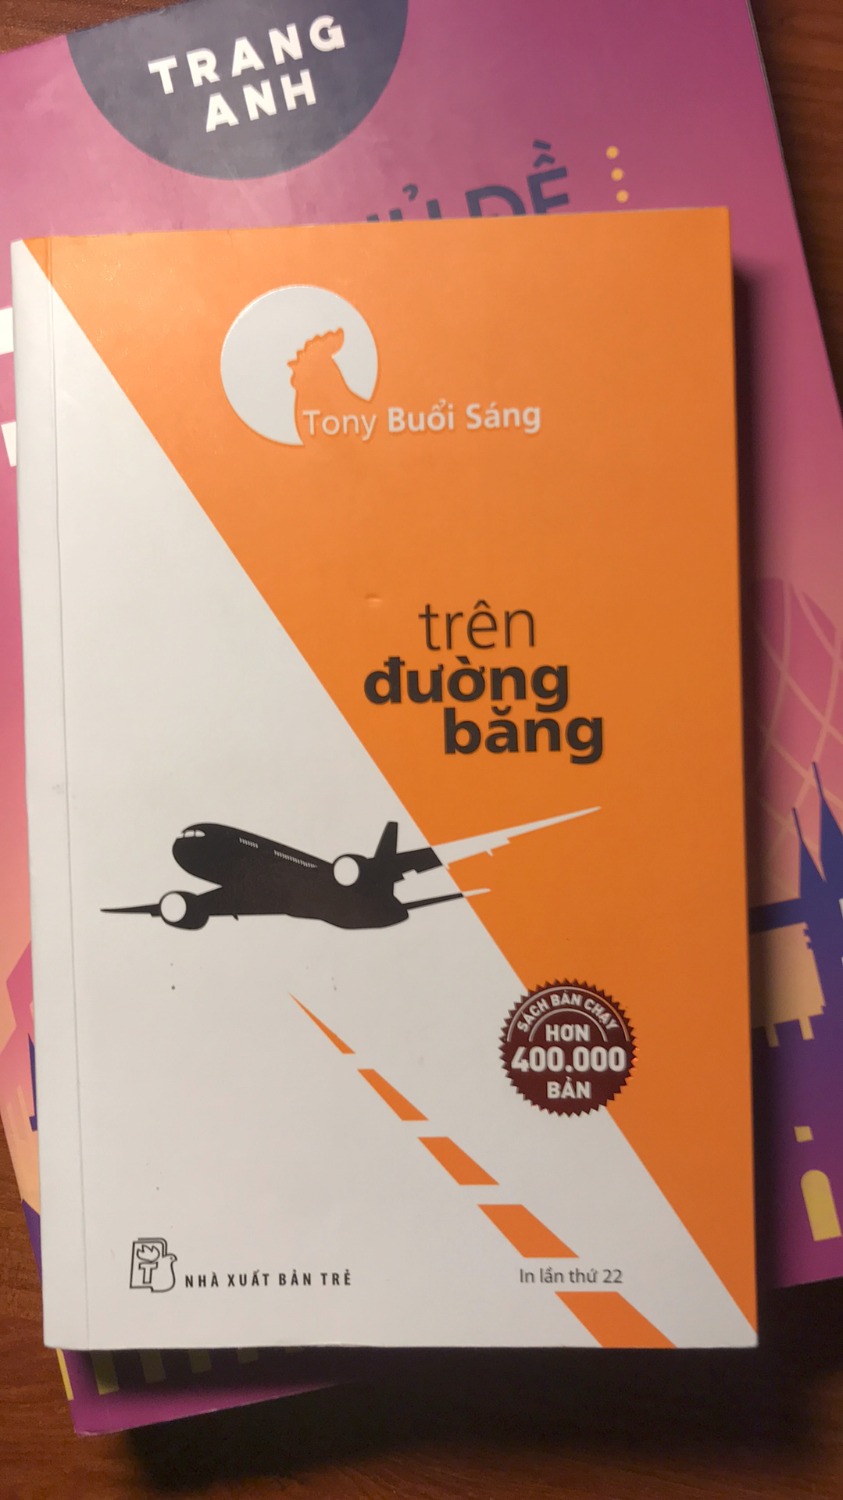 TRANG
ANH
ĐỀ
Tony Buổi Sáng
trên
đường
băng
SÁCH BÁN CHẠY
HƠN
400.000
BẢN
NHÀ XUẤT BẢN TRẺ
In lần thứ 22